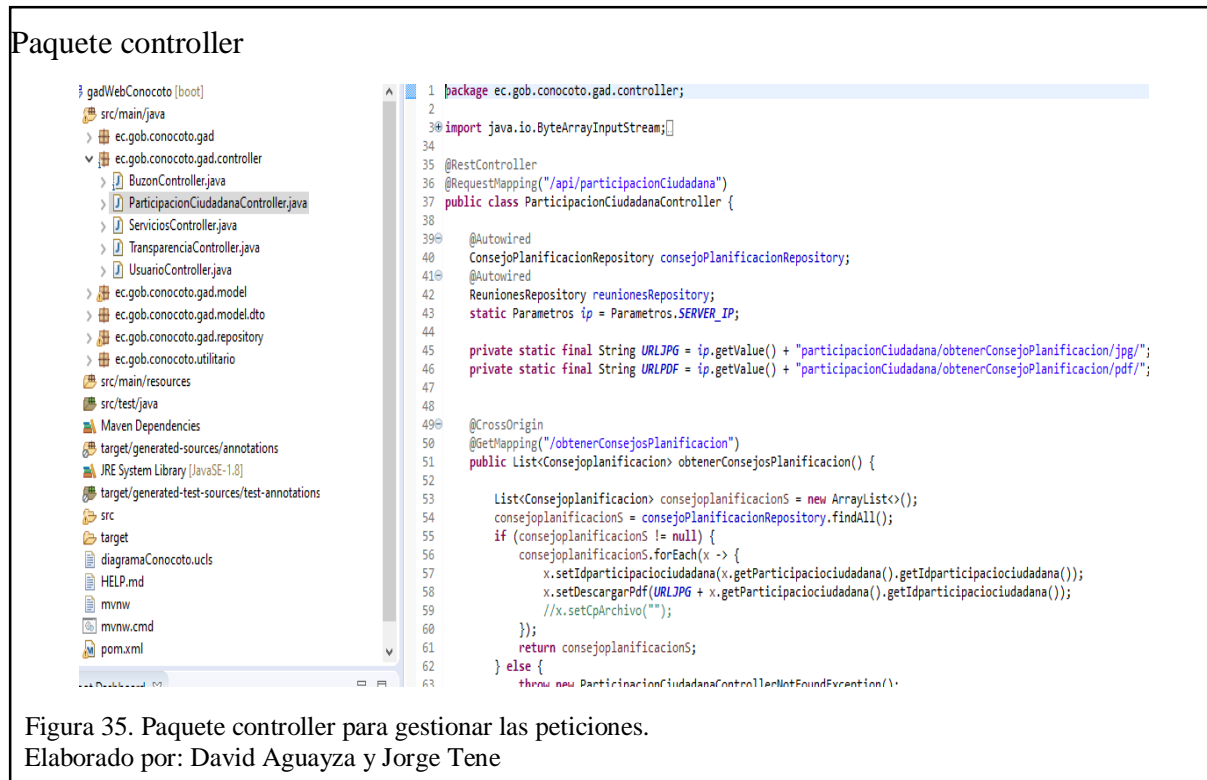 Paquete controller
gadWebConocoto [boot]
src/main/java
ec.gob.conocoto.gad
ec.gob.conocoto.gad.controller
BuzonController.java
ParticipacionCiudadanaController.java
ServiciosController.java
TransparenciaController.java
UsuarioController.java
ec.gob.conocoto.gad.model
ec.gob.conocoto.gad.model.dto
ec.gob.conocoto.gad.repository
ec.gob.conocoto.utilitario
src/main/resources
src/test/java
Maven Dependencies
target/generated-sources/annotations
JRE System Library [JavaSE-1.8]
target/generated-test-sources/test-annotations
src
target
diagramaConocoto.ucls
HELP.md
mvnw
mvnw.cmd
pom.xml
Dashboard
1 package ec.gob.conocoto.gad.controller;
2
3 import java.io.ByteArrayInputStream;
34
35 @RestController
36 @RequestMapping("/api/participacionCiudadana")
37 public class ParticipacionCiudadanaController {
38
39 @Autowired
40 ConsejoPlanificacionRepository consejoPlanificacionRepository;
41 @Autowired
42 ReunionesRepository reunionesRepository;
43 static Parametros ip = Parametros.SERVER_IP;
44
45 private static final String URLJPG = ip.getValue() + "participacionCiudadana/obtenerConsejoPlanificacion/jpg/";
46 private static final String URLPDF = ip.getValue() + "participacionCiudadana/obtenerConsejoPlanificacion/pdf/";
47
48
49 @CrossOrigin
50 @GetMapping("/obtenerConsejosPlanificacion")
51 public List<Consejoplanificacion> obtenerConsejosPlanificacion() {
52
53 List<Consejoplanificacion> consejoplanificacionS = new ArrayList<>();
54 consejoplanificacionS = consejoPlanificacionRepository.findAll();
55 if (consejoplanificacionS != null) {
56 consejoplanificacionS.forEach(x -> {
57 x.setIdparticipaciociudadana(x.getParticipaciociudadana().getIdparticipaciociudadana());
58 x.setDescargarPdf(URLJPG + x.getParticipaciociudadana().getIdparticipaciociudadana());
59 //x.setCpArchivo("");
60 });
61 return consejoplanificacionS;
62 } else {
63 throw new ParticipacionCiudadanaControllerNotFoundException();
Figura 35. Paquete controller para gestionar las peticiones.
Elaborado por: David Aguayza y Jorge Tene